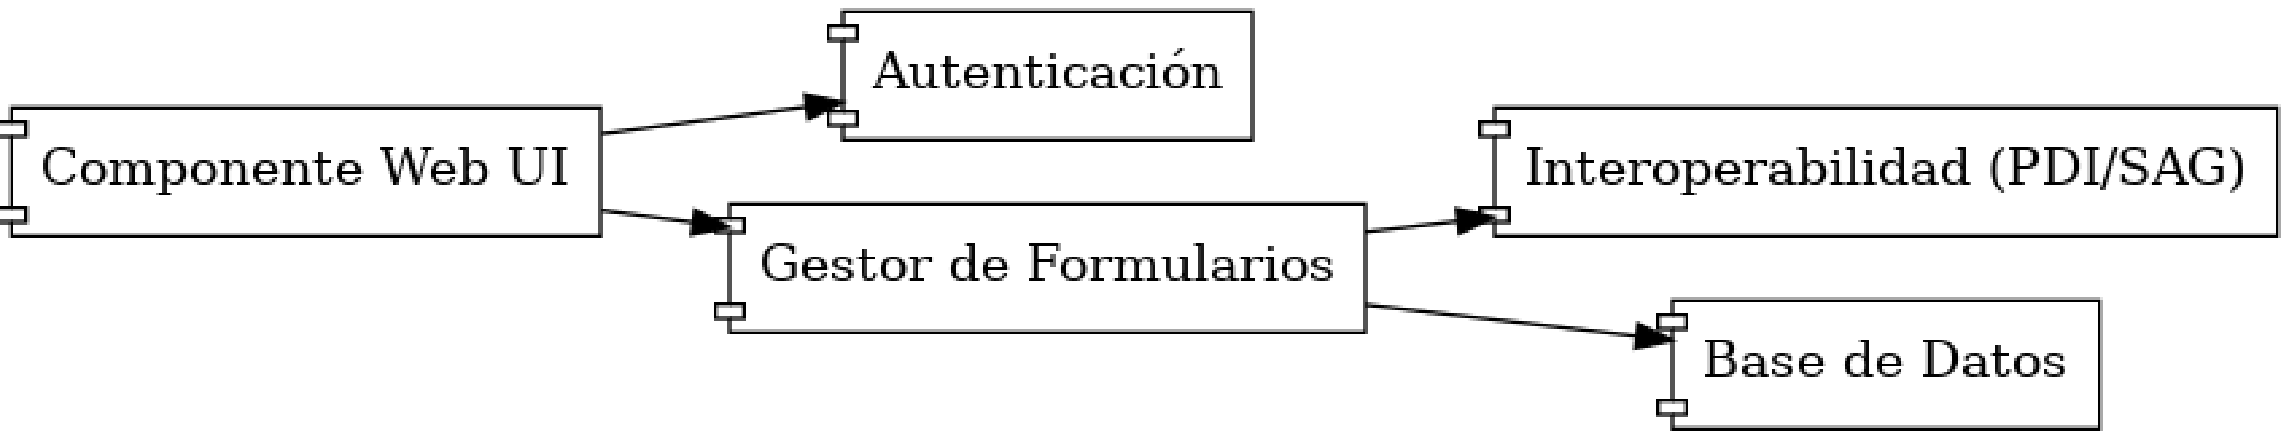 Autenticación
Componente Web UI
Interoperabilidad (PDI/SAG)
Gestor de Formularios
Base de Datos